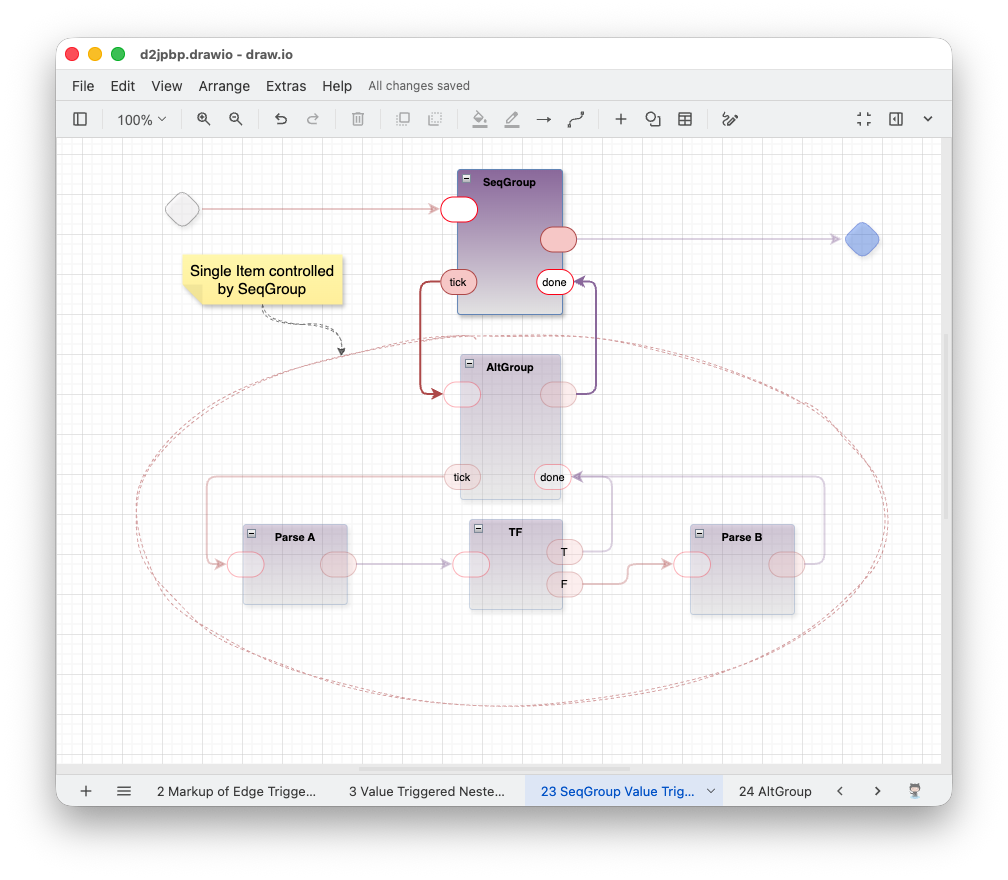 d2jpbp.drawio - draw.io
File Edit View Arrange Extras Help All changes saved
100%
SeqGroup
Single Item controlled
by SeqGroup
tick
done
AltGroup
tick
done
Parse A
TF
Parse B
T
F
2 Markup of Edge Trigge...
3 Value Triggered Neste...
23 SeqGroup Value Trig...
24 AltGroup